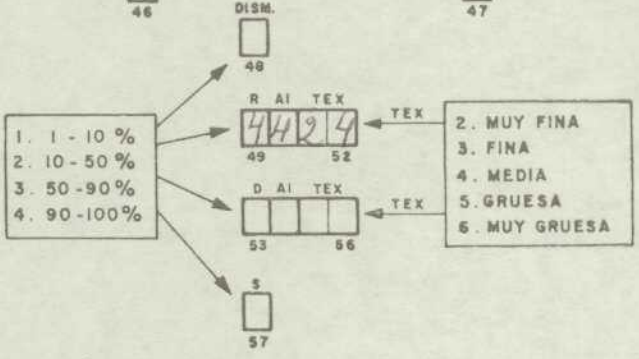 46 47
DISM.
48
R AI TEX
4 4 2 4
49 52
TEX
D AI TEX
53 56
TEX
S
57
1. 1 - 10 %
2. 10 - 50 %
3. 50 - 90 %
4. 90 - 100 %
2. MUY FINA
3. FINA
4. MEDIA
5. GRUESA
6. MUY GRUESA